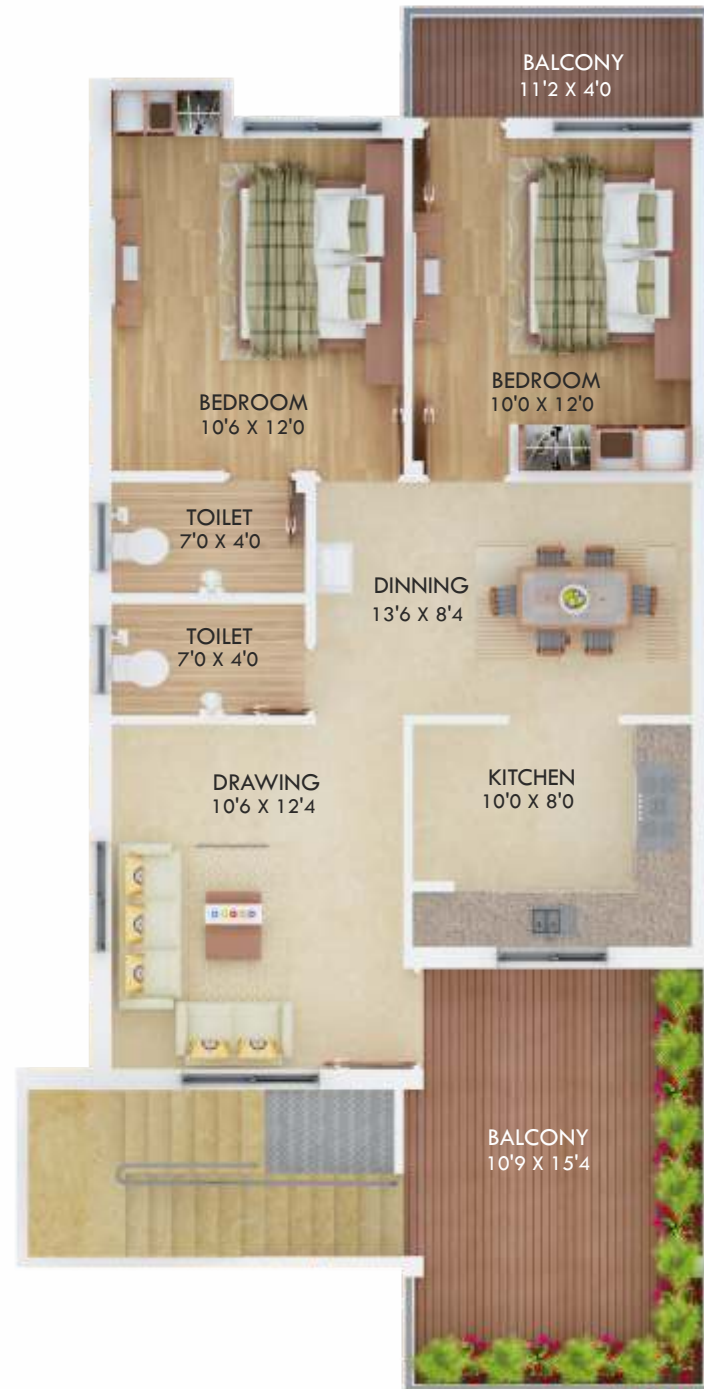 BALCONY
11'2 X 4'0
BEDROOM
10'6 X 12'0
BEDROOM
10'0 X 12'0
TOILET
7'0 X 4'0
DINNING
13'6 X 8'4
TOILET
7'0 X 4'0
DRAWING
10'6 X 12'4
KITCHEN
10'0 X 8'0
BALCONY
10'9 X 15'4